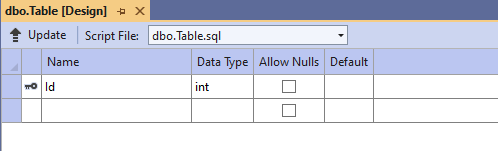 dbo.Table [Design]
Update Script File: dbo.Table.sql
Name Data Type Allow Nulls Default
Id int